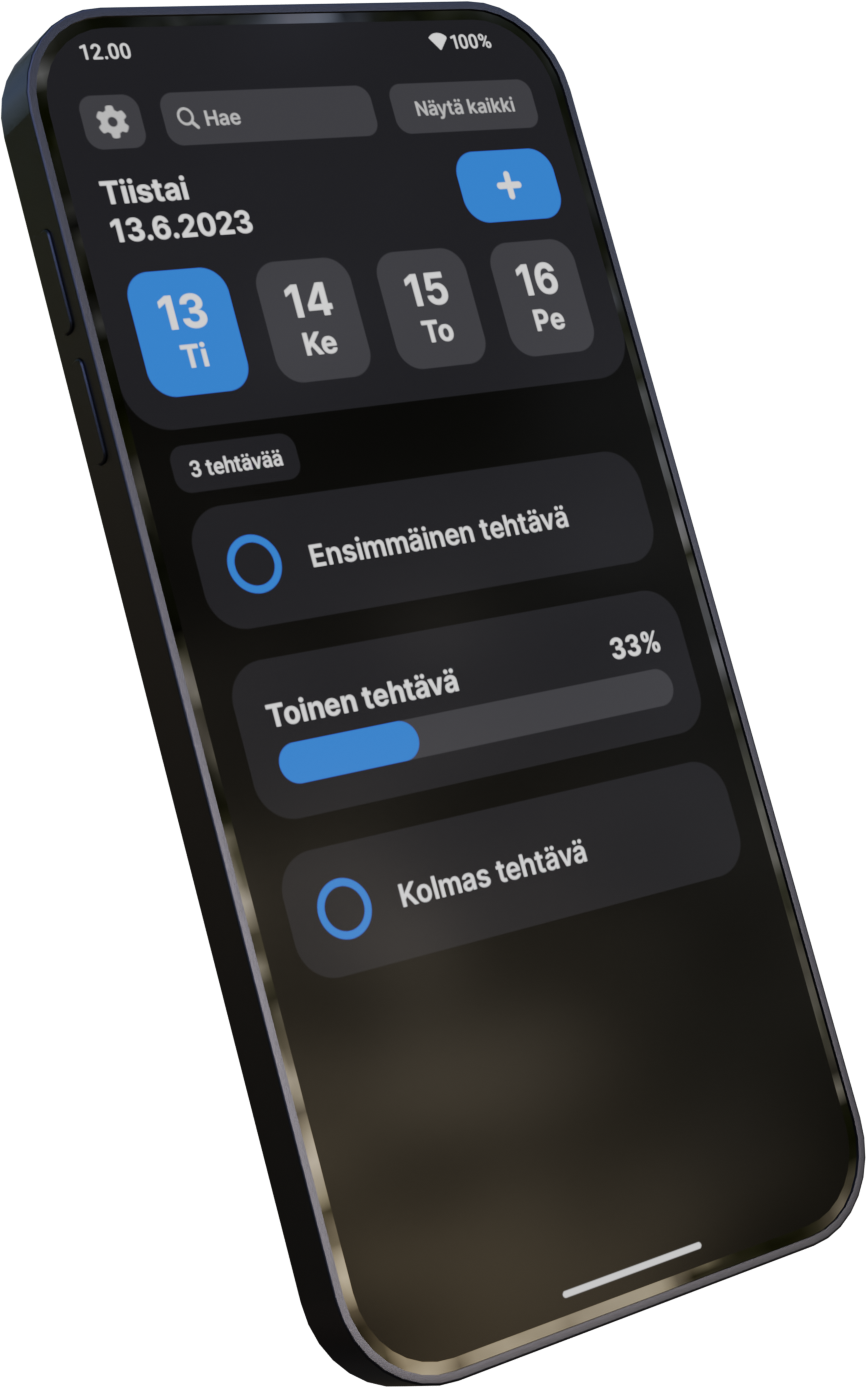 12.00
100%
Hae
Näytä kaikki
Tiistai
13.6.2023
+
13
Ti
14
Ke
15
To
16
Pe
3 tehtävää
Ensimmäinen tehtävä
33%
Toinen tehtävä
Kolmas tehtävä